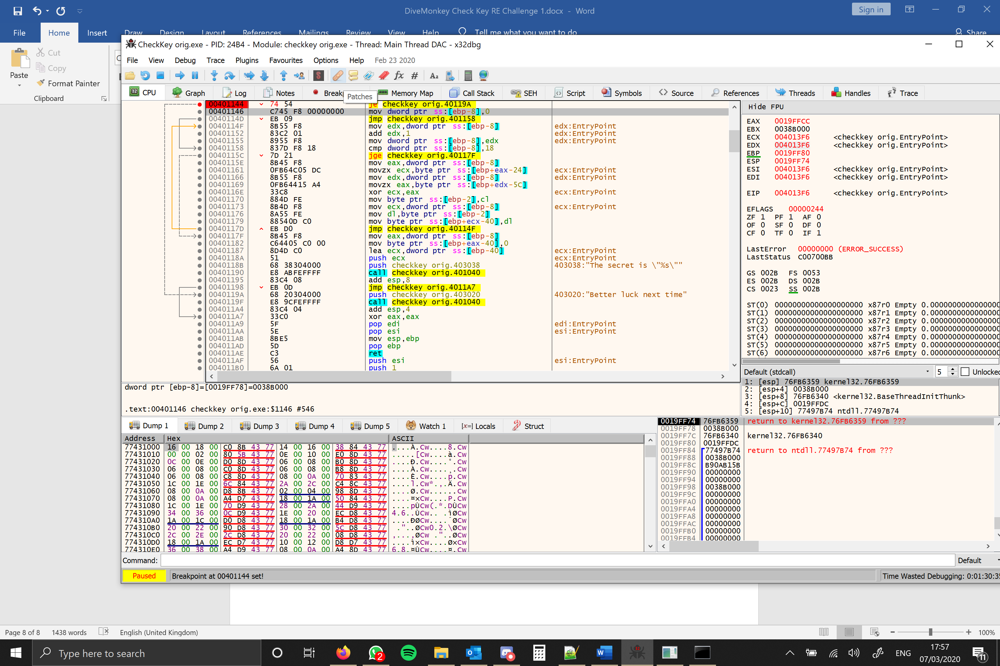 DiveMonkey Check Key RE Challenge 1.docx - Word
Sign in
File Home Insert Draw Design Layout References Mailings Review View Help Tell me what you want to do Share
Paste
Cut
Copy
Format Painter
Clipboard
CheckKey orig.exe - PID: 24B4 - Module: checkkey orig.exe - Thread: Main Thread DAC - x32dbg
File View Debug Trace Plugins Favourites Options Help Feb 23 2020
CPU Graph Log Notes Memory Map Call Stack SEH Script Symbols Source References Threads Handles Trace
Patches
00401144 74 54 je checkkey orig.40119A
00401146 C745 F8 00000000 mov dword ptr ss:[ebp-8],0
0040114D EB 09 jmp checkkey orig.401158
0040114F 8B55 F8 mov edx,dword ptr ss:[ebp-8] edx:EntryPoint
00401152 83C2 01 add edx,1 edx:EntryPoint
00401155 8955 F8 mov dword ptr ss:[ebp-8],edx edx:EntryPoint
00401158 837D F8 18 cmp dword ptr ss:[ebp-8],18
0040115C 7D 21 jge checkkey orig.40117F
0040115E 8B45 F8 mov eax,dword ptr ss:[ebp-8]
00401161 0FB64C05 DC movzx ecx,byte ptr ss:[ebp+eax-24] ecx:EntryPoint
00401166 8B55 F8 mov edx,dword ptr ss:[ebp-8] edx:EntryPoint
00401169 0FB64415 A4 movzx eax,byte ptr ss:[ebp+edx-5C]
0040116E 33C8 xor ecx,eax ecx:EntryPoint
00401170 884D FE mov byte ptr ss:[ebp-2],cl
00401173 8B4D F8 mov ecx,dword ptr ss:[ebp-8] ecx:EntryPoint
00401176 8A55 FE mov dl,byte ptr ss:[ebp-2]
00401179 88540D C0 mov byte ptr ss:[ebp+ecx-40],dl
0040117D EB D0 jmp checkkey orig.40114F
0040117F 8B45 F8 mov eax,dword ptr ss:[ebp-8]
00401182 C64405 C0 00 mov byte ptr ss:[ebp+eax-40],0
00401187 8D4D C0 lea ecx,dword ptr ss:[ebp-40] ecx:EntryPoint
0040118A 51 push ecx ecx:EntryPoint
0040118B 68 38304000 push checkkey orig.403038 403038:"The secret is \"%s\""
00401190 E8 ABFEFFFF call checkkey orig.401040
00401195 83C4 08 add esp,8
00401198 EB 0D jmp checkkey orig.4011A7
0040119A 68 20304000 push checkkey orig.403020 403020:"Better luck next time"
0040119F E8 9CFEFFFF call checkkey orig.401040
004011A4 83C4 04 add esp,4
004011A7 33C0 xor eax,eax
004011A9 5F pop edi edi:EntryPoint
004011AA 5E pop esi esi:EntryPoint
004011AB 8BE5 mov esp,ebp
004011AD 5D pop ebp
004011AE C3 ret
004011AF 56 push esi esi:EntryPoint
004011B0 6A 01 push 1
Hide FPU
EAX 0019FFCC
EBX 0038B000
ECX 004013F6 <checkkey orig.EntryPoint>
EDX 004013F6 <checkkey orig.EntryPoint>
EBP 0019FF80
ESP 0019FF74
ESI 004013F6 <checkkey orig.EntryPoint>
EDI 004013F6 <checkkey orig.EntryPoint>
EIP 004013F6 <checkkey orig.EntryPoint>
EFLAGS 00000244
ZF 1 PF 1 AF 0
OF 0 SF 0 DF 0
CF 0 TF 0 IF 1
LastError 00000000 (ERROR_SUCCESS)
LastStatus C00700BB
GS 002B FS 0053
ES 002B DS 002B
CS 0023 SS 002B
ST(0) 00000000000000000000 x87r0 Empty
ST(1) 00000000000000000000 x87r1 Empty
ST(2) 00000000000000000000 x87r2 Empty
ST(3) 00000000000000000000 x87r3 Empty
ST(4) 00000000000000000000 x87r4 Empty
ST(5) 00000000000000000000 x87r5 Empty
ST(6) 00000000000000000000 x87r6 Empty
Default (stdcall) 5 Unlocked
1: [esp] 76FB6359 kernel32.76FB6359
2: [esp+4] 0038B000
3: [esp+8] 76FB6340 <kernel32.BaseThreadInitThunk>
4: [esp+C] 0019FFDC
5: [esp+10] 77497B74 ntdll.77497B74
dword ptr [ebp-8]=[0019FF78]=0038B000
.text:00401146 checkkey orig.exe:$1146 #546
Dump 1 Dump 2 Dump 3 Dump 4 Dump 5 Watch 1 [x=] Locals Struct
Address Hex ASCII
77431000 16 00 18 00 C0 8B 43 77 14 00 16 00 38 84 43 77 ....À.Cw....8.Cw
77431010 00 00 02 00 80 5B 43 77 0E 00 10 00 E0 8D 43 77 .....[Cw....à.Cw
77431020 0C 00 0E 00 D0 8D 43 77 06 00 08 00 B0 8D 43 77 ....Ð.Cw....°.Cw
77431030 06 00 08 00 C0 8D 43 77 06 00 08 00 B8 8D 43 77 ....À.Cw....¸.Cw
77431040 06 00 08 00 C8 8D 43 77 08 00 0A 00 70 83 43 77 ....È.Cw....p.Cw
77431050 1C 00 1E 00 6C 84 43 77 2A 00 2C 00 C4 8C 43 77 ....l.Cw*.,.Ä.Cw
77431060 08 00 0A 00 D8 8B 43 77 02 00 04 00 98 8D 43 77 ....Ø.Cw......Cw
77431070 08 00 0A 00 A4 D7 43 77 18 00 1A 00 50 84 43 77 ....¤×Cw....P.Cw
77431080 1C 00 1E 00 70 D9 43 77 28 00 2A 00 44 D9 43 77 ....pÙCw(.*.DÙCw
77431090 34 00 36 00 0C D9 43 77 1E 00 20 00 EC D8 43 77 4.6..ÙCw.. .ìØCw
774310A0 1A 00 1C 00 D0 D8 43 77 18 00 1A 00 B4 D8 43 77 ....ÐØCw....´ØCw
774310B0 20 00 22 00 90 D8 43 77 30 00 32 00 5C D8 43 77 .".. ØCw0.2.\ØCw
774310C0 2C 00 2E 00 2C D8 43 77 20 00 22 00 08 D8 43 77 ,...,ØCw ."..ØCw
774310D0 18 00 1A 00 EC D7 43 77 10 00 12 00 D8 D7 43 77 ....ì×Cw....Ø×Cw
774310E0 36 00 38 00 A4 D9 43 77 08 00 0A 00 A4 8D 43 77 6.8.¤ÙCw....¤.Cw
0019FF74 76FB6359 return to kernel32.76FB6359 from ???
0019FF78 0038B000
0019FF7C 76FB6340 kernel32.76FB6340
0019FF80 0019FFDC
0019FF84 77497B74 return to ntdll.77497B74 from ???
0019FF88 0038B000
0019FF8C B90AB15B
0019FF90 00000000
0019FF94 00000000
0019FF98 0038B000
0019FF9C 00000000
0019FFA0 00000000
0019FFA4 00000000
0019FFA8 00000000
0019FFAC 00000000
0019FFB0 00000000
0019FFB4 00000000
Command: Default
Paused Breakpoint at 00401144 set! Time Wasted Debugging: 0:01:30:35
Page 8 of 8 1438 words English (United Kingdom) 100%
Type here to search
2
ENG
17:57
07/03/2020
11